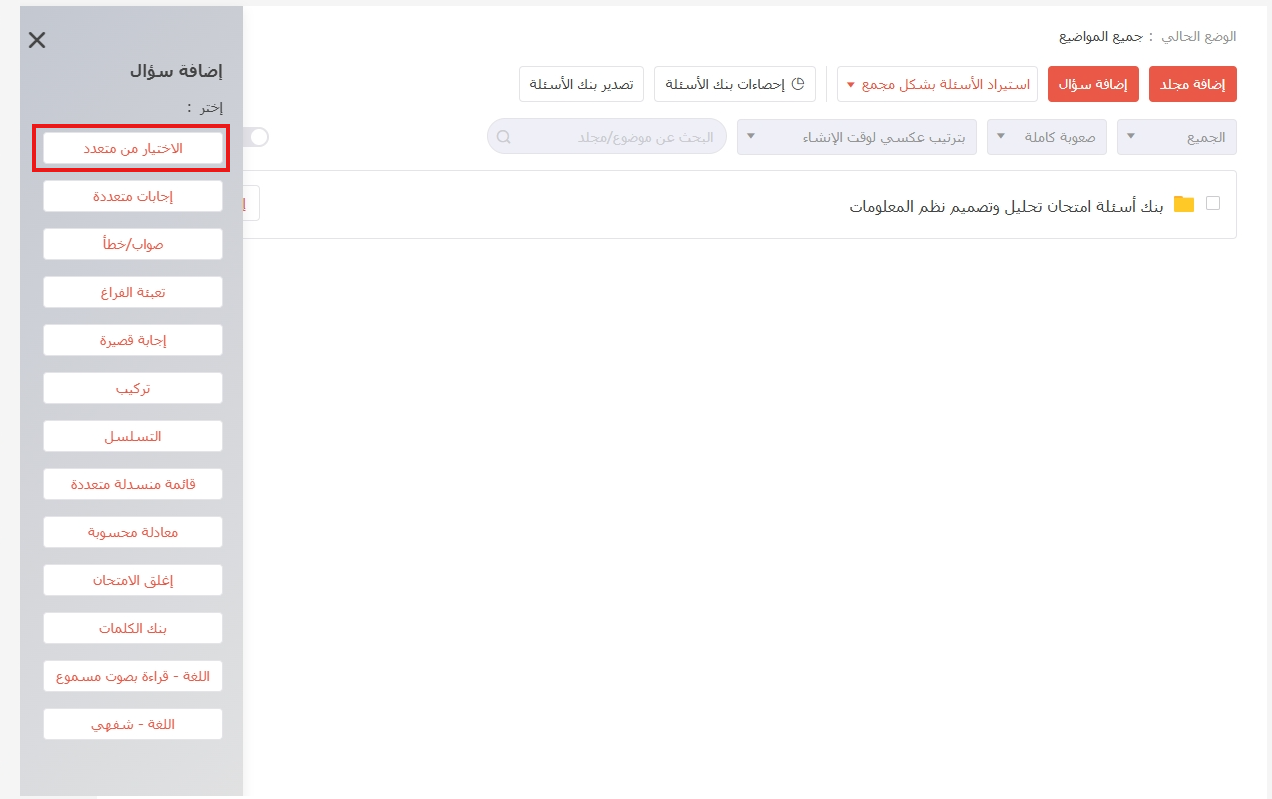 الوضع الحالي : جميع المواضيع
إضافة مجلد
إضافة سؤال
استيراد الأسئلة بشكل مجمع
إحصاءات بنك الأسئلة
تصدير بنك الأسئلة
الجميع
صعوبة كاملة
بترتيب عكسي لوقت الإنشاء
البحث عن موضوع/مجلد
بنك أسئلة امتحان تحليل وتصميم نظم المعلومات
إضافة سؤال
إختر :
الاختيار من متعدد
إجابات متعددة
صواب/خطأ
تعبئة الفراغ
إجابة قصيرة
تركيب
التسلسل
قائمة منسدلة متعددة
معادلة محسوبة
إغلق الامتحان
بنك الكلمات
اللغة - قراءة بصوت مسموع
اللغة - شفهي